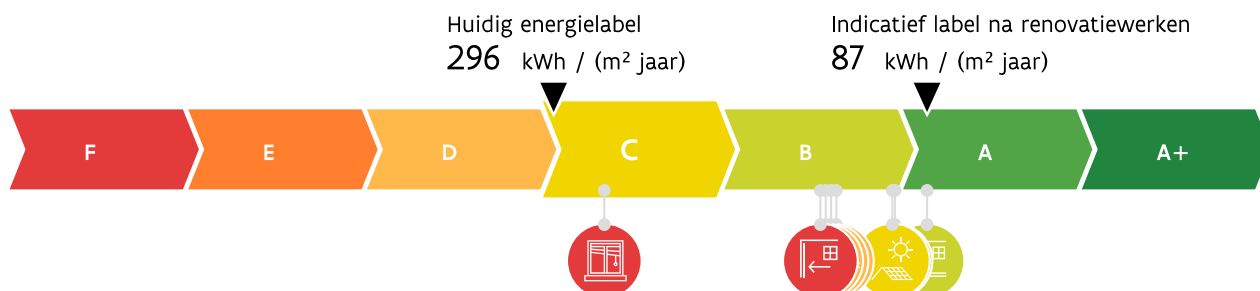 Huidig energielabel
296 kWh / (m² jaar)
Indicatief label na renovatiewerken
87 kWh / (m² jaar)
F E D C B A A+